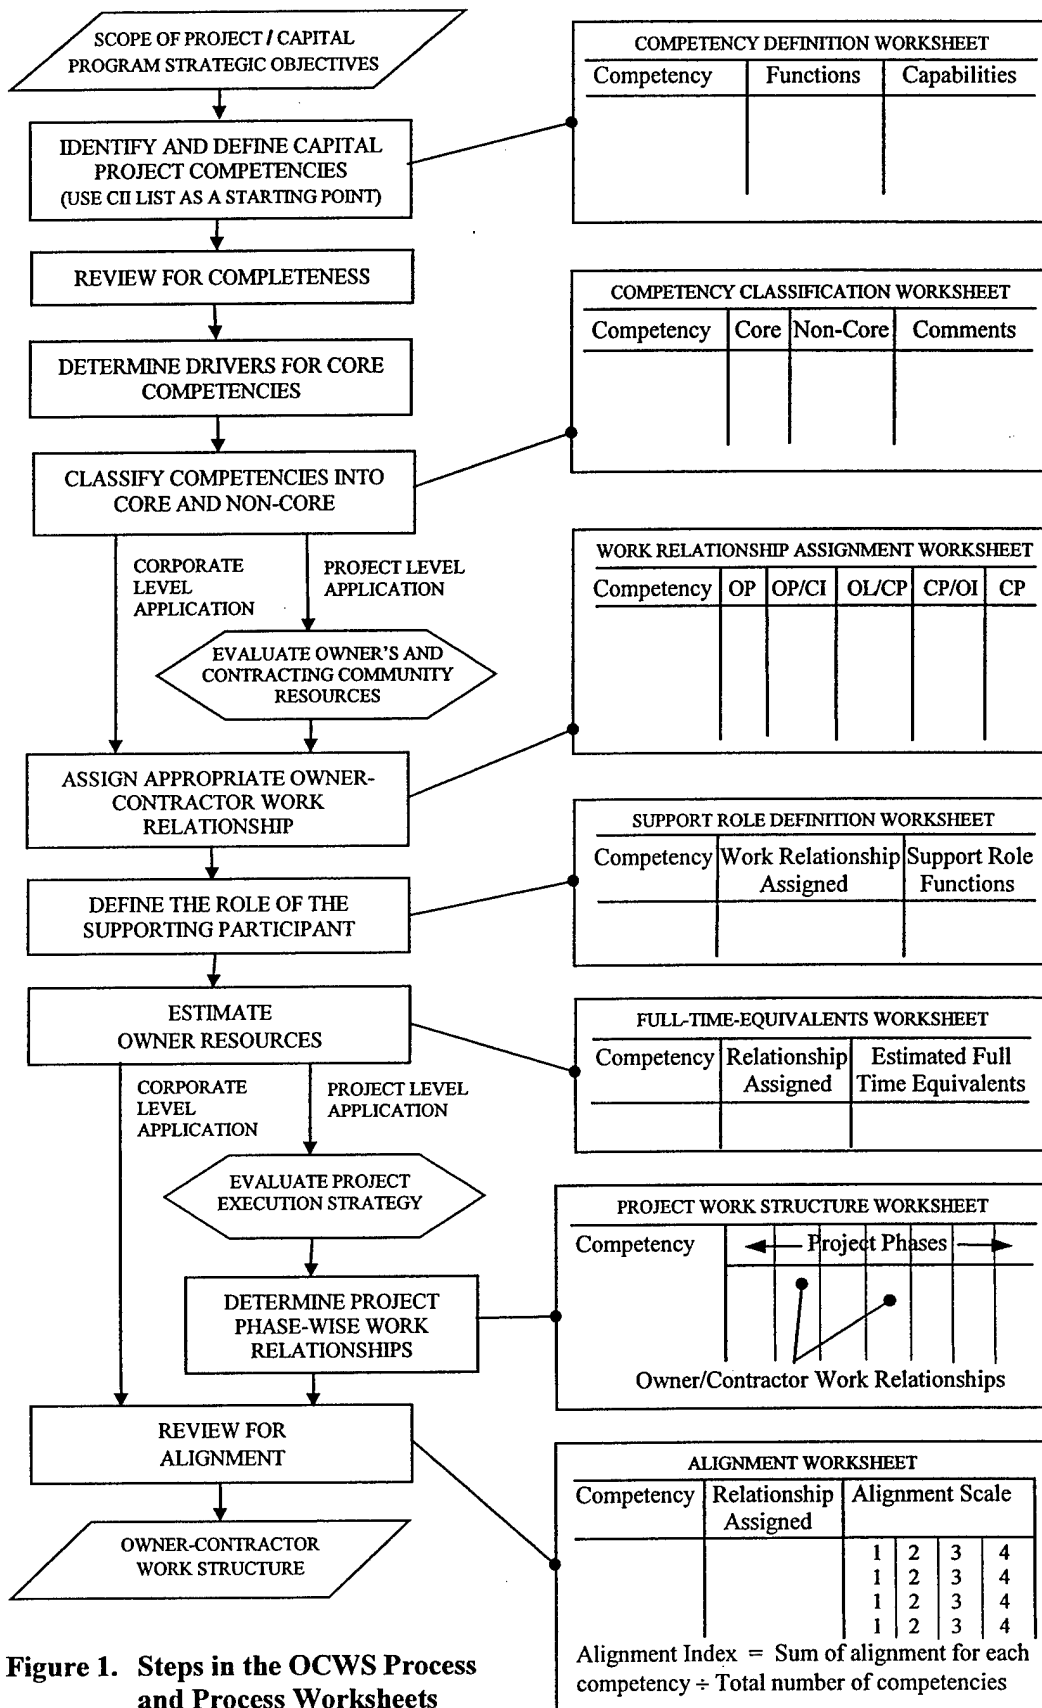 SCOPE OF PROJECT / CAPITAL
PROGRAM STRATEGIC OBJECTIVES
IDENTIFY AND DEFINE CAPITAL
PROJECT COMPETENCIES
(USE CII LIST AS A STARTING POINT)
REVIEW FOR COMPLETENESS
DETERMINE DRIVERS FOR CORE
COMPETENCIES
CLASSIFY COMPETENCIES INTO
CORE AND NON-CORE
CORPORATE
LEVEL
APPLICATION
PROJECT LEVEL
APPLICATION
EVALUATE OWNER'S AND
CONTRACTING COMMUNITY
RESOURCES
ASSIGN APPROPRIATE OWNER-
CONTRACTOR WORK
RELATIONSHIP
DEFINE THE ROLE OF THE
SUPPORTING PARTICIPANT
ESTIMATE
OWNER RESOURCES
CORPORATE
LEVEL
APPLICATION
PROJECT LEVEL
APPLICATION
EVALUATE PROJECT
EXECUTION STRATEGY
DETERMINE PROJECT
PHASE-WISE WORK
RELATIONSHIPS
REVIEW FOR
ALIGNMENT
OWNER-CONTRACTOR
WORK STRUCTURE
COMPETENCY DEFINITION WORKSHEET
Competency Functions Capabilities
COMPETENCY CLASSIFICATION WORKSHEET
Competency Core Non-Core Comments
WORK RELATIONSHIP ASSIGNMENT WORKSHEET
Competency OP OP/CI OL/CP CP/OI CP
SUPPORT ROLE DEFINITION WORKSHEET
Competency Work Relationship Support Role
Assigned Functions
FULL-TIME-EQUIVALENTS WORKSHEET
Competency Relationship Estimated Full
Assigned Time Equivalents
PROJECT WORK STRUCTURE WORKSHEET
Competency Project Phases
Owner/Contractor Work Relationships
ALIGNMENT WORKSHEET
Competency Relationship Alignment Scale
Assigned
1 2 3 4
1 2 3 4
1 2 3 4
1 2 3 4
Alignment Index = Sum of alignment for each
competency ÷ Total number of competencies
Figure 1. Steps in the OCWS Process
and Process Worksheets